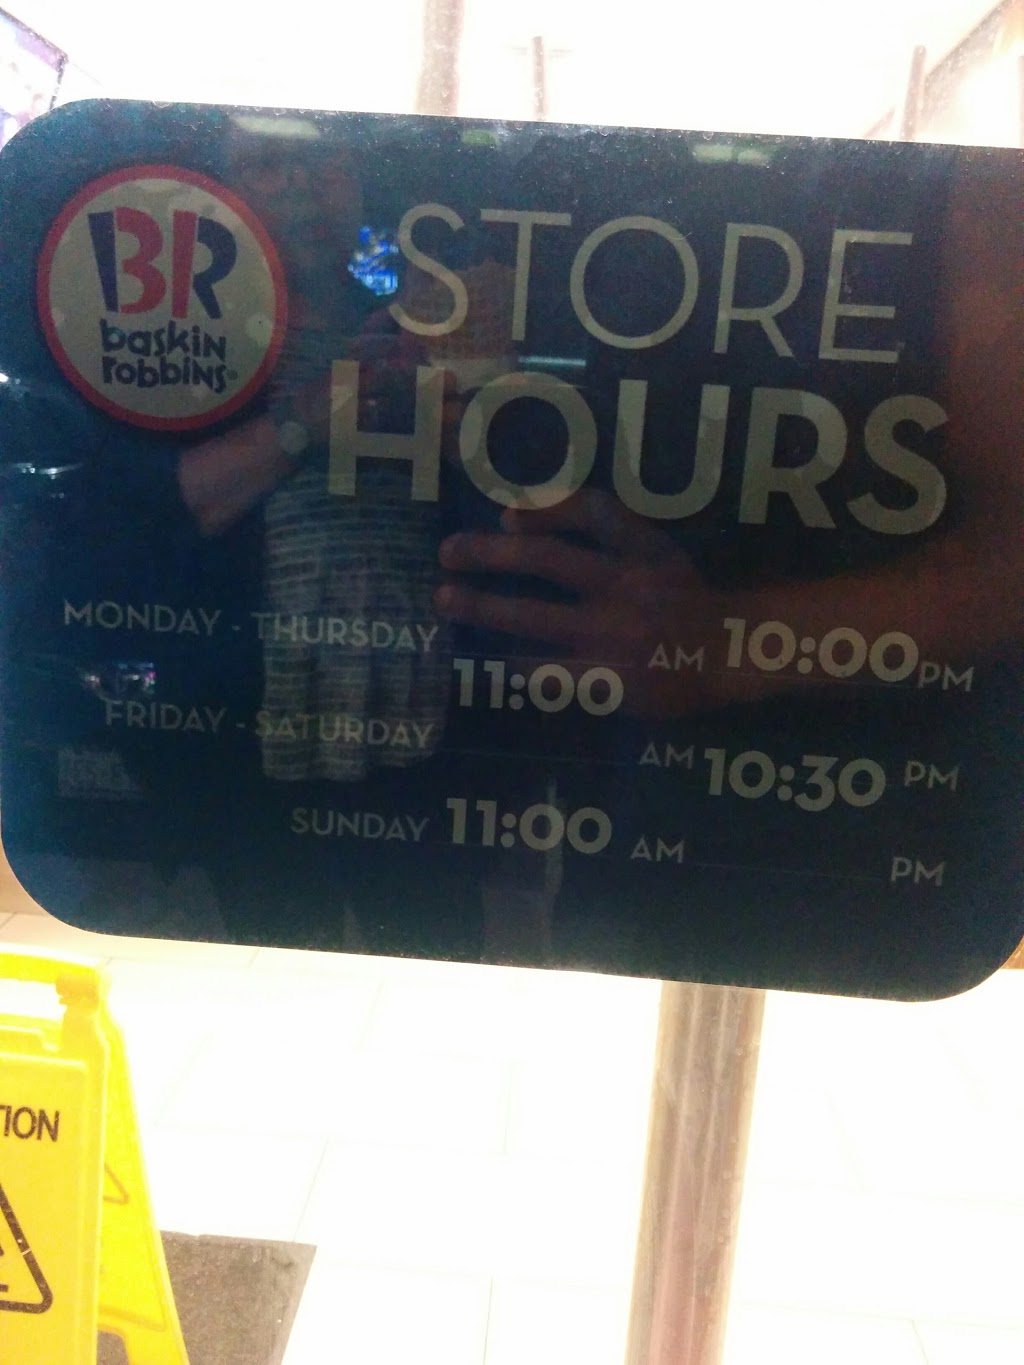 BR
baskin
robbins
STORE
HOURS
MONDAY - THURSDAY 11:00 AM 10:00 PM
FRIDAY - SATURDAY AM 10:30 PM
SUNDAY 11:00 AM PM
TION